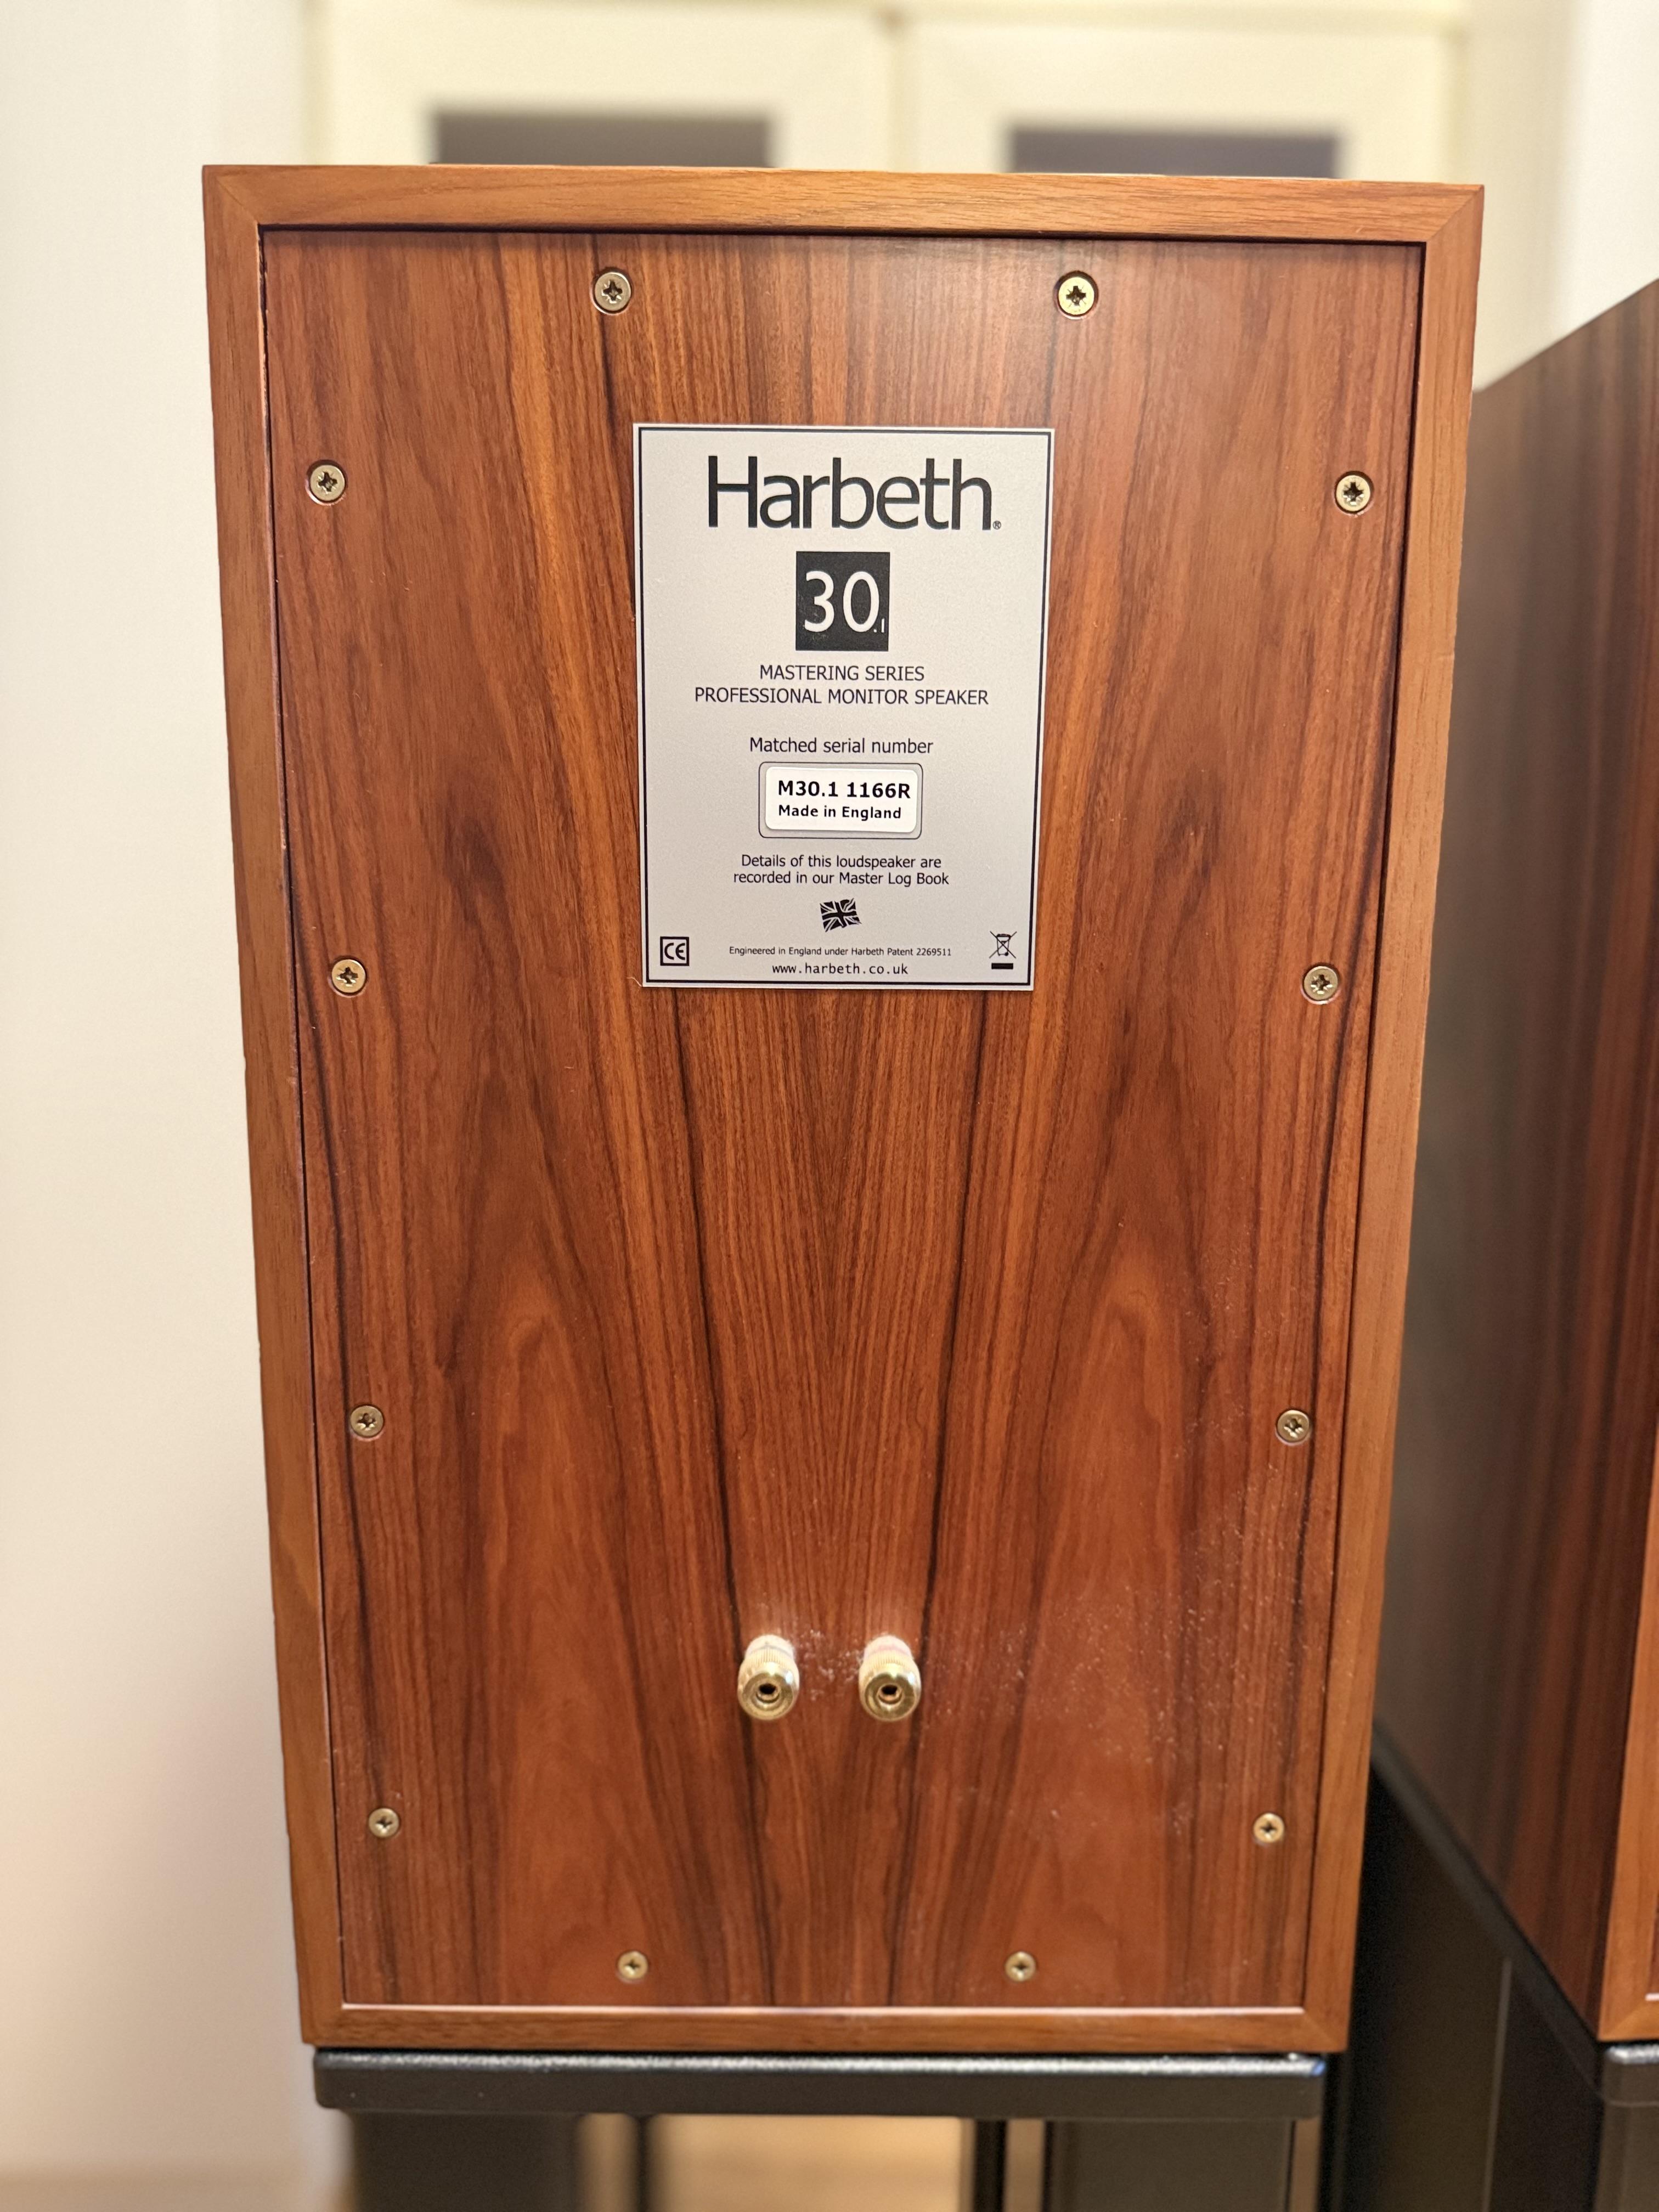 Harbeth®
30.1
MASTERING SERIES
PROFESSIONAL MONITOR SPEAKER
Matched serial number
M30.1 1166R
Made in England
Details of this loudspeaker are
recorded in our Master Log Book
CE
Engineered in England under Harbeth Patent 2269511
www.harbeth.co.uk